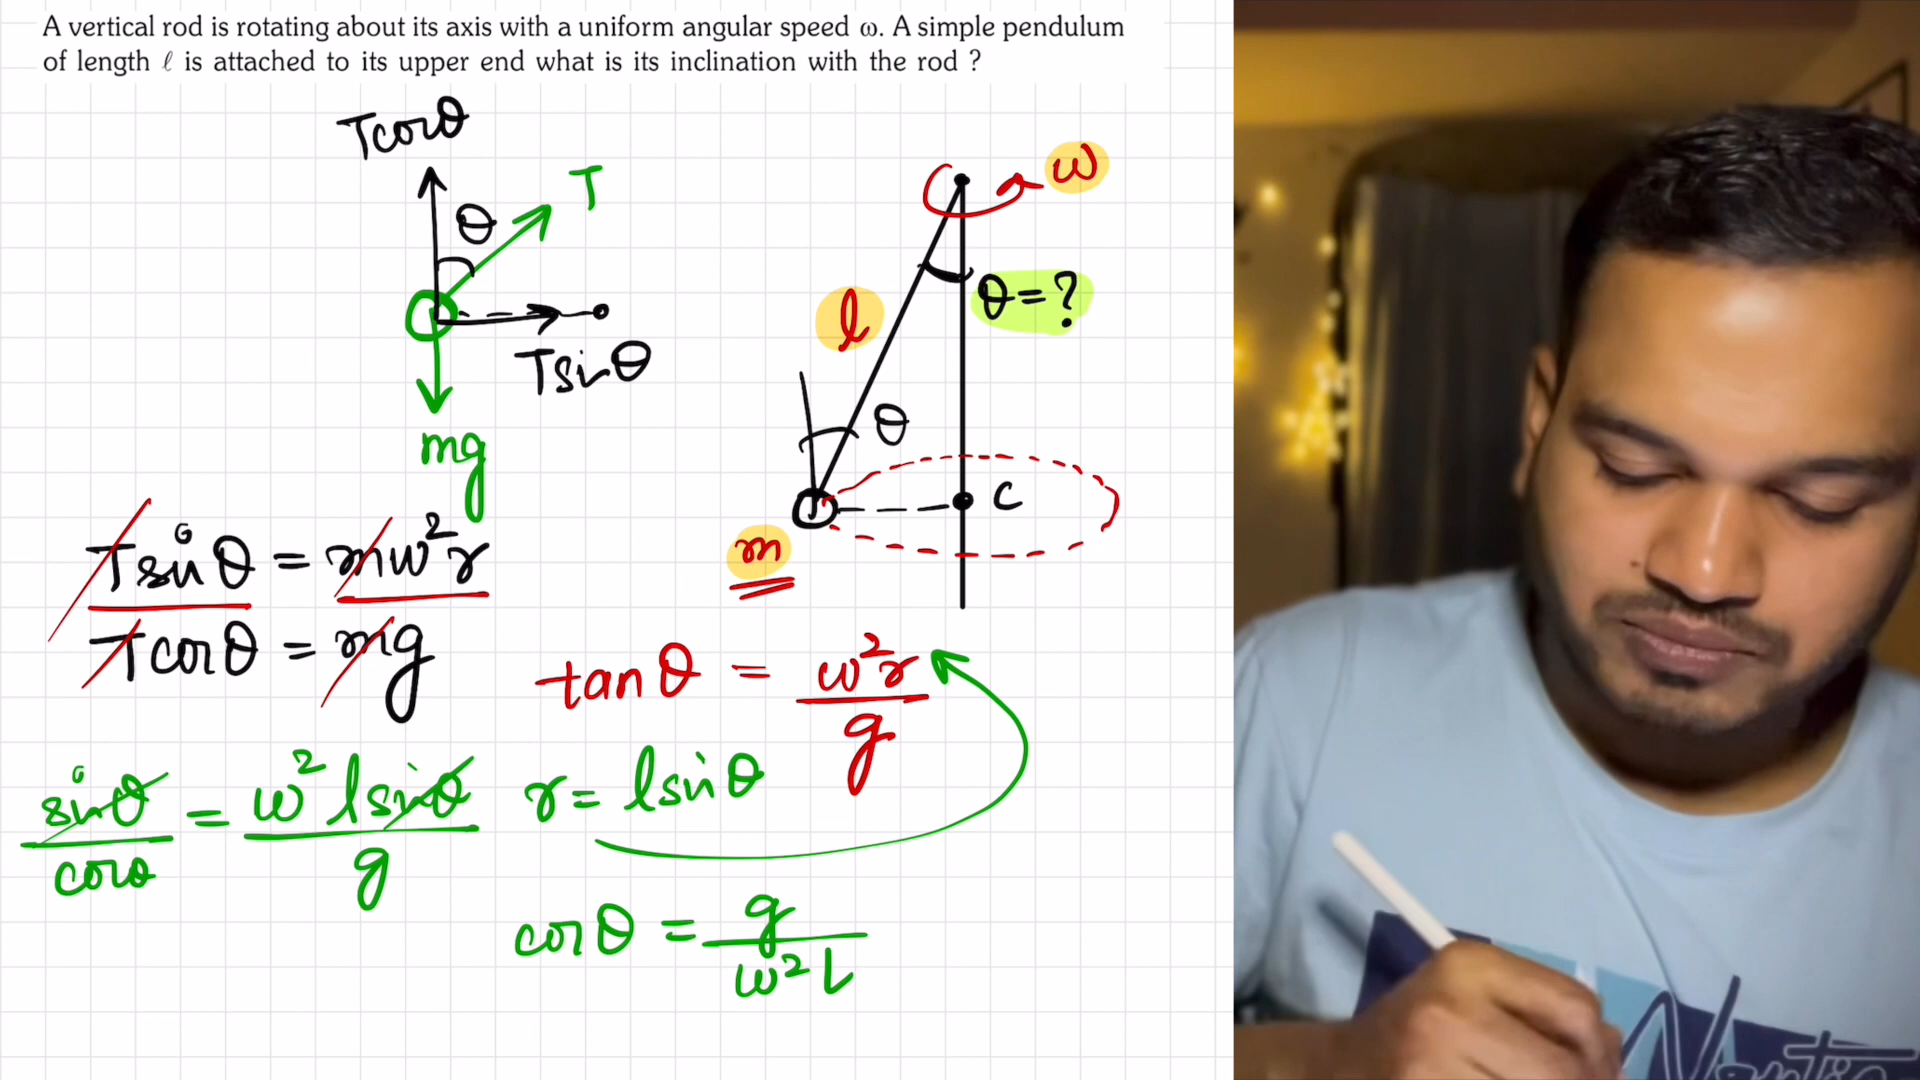 A vertical rod is rotating about its axis with a uniform angular speed ω. A simple pendulum
of length ℓ is attached to its upper end what is its inclination with the rod ?
Tcosθ
T
θ
Tsinθ
mg
ω
θ=?
l
θ
C
m
Tsinθ = mω²r
Tcosθ = mg
tanθ = ω²r/g
r = lsinθ
sinθ/cosθ = ω²lsinθ/g
cosθ = g/ω²L